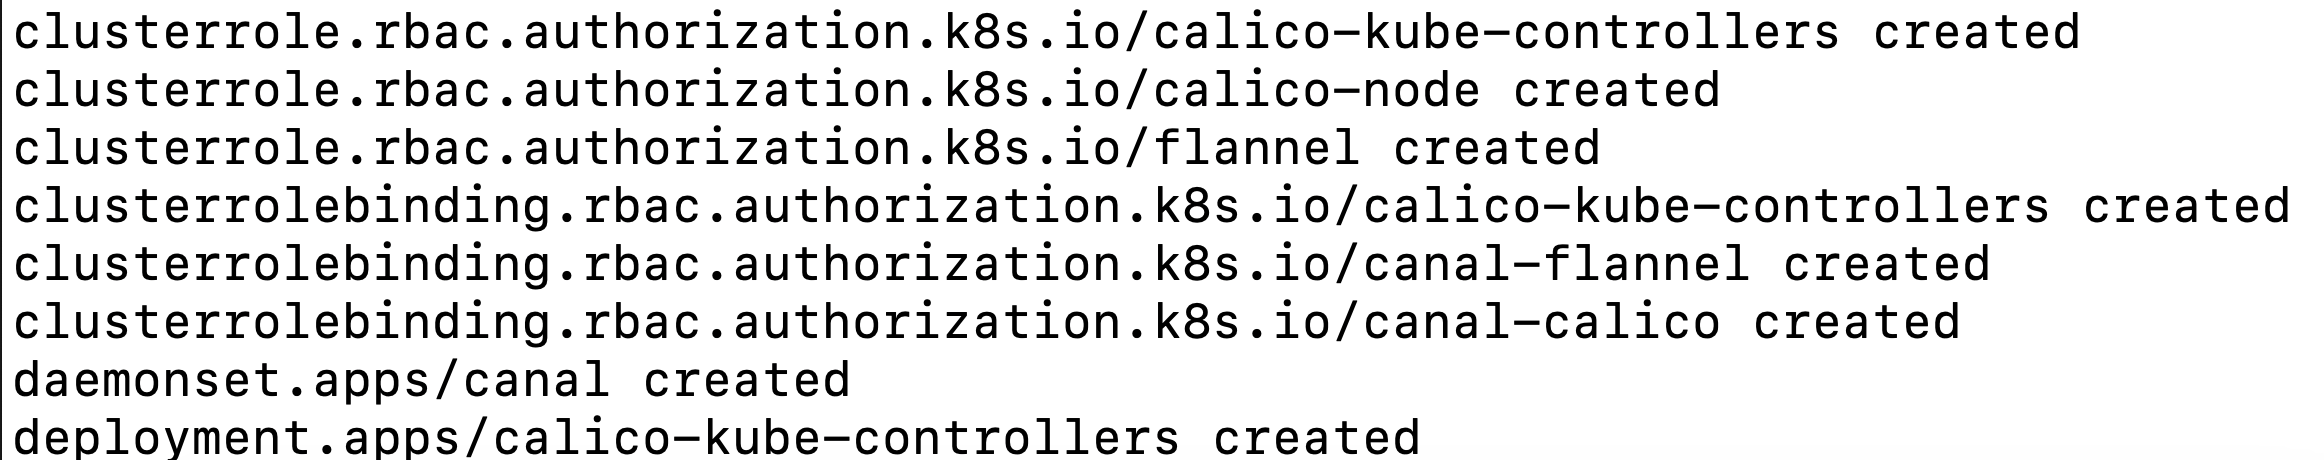 clusterrole.rbac.authorization.k8s.io/calico-kube-controllers created
clusterrole.rbac.authorization.k8s.io/calico-node created
clusterrole.rbac.authorization.k8s.io/flannel created
clusterrolebinding.rbac.authorization.k8s.io/calico-kube-controllers created
clusterrolebinding.rbac.authorization.k8s.io/canal-flannel created
clusterrolebinding.rbac.authorization.k8s.io/canal-calico created
daemonset.apps/canal created
deployment.apps/calico-kube-controllers created